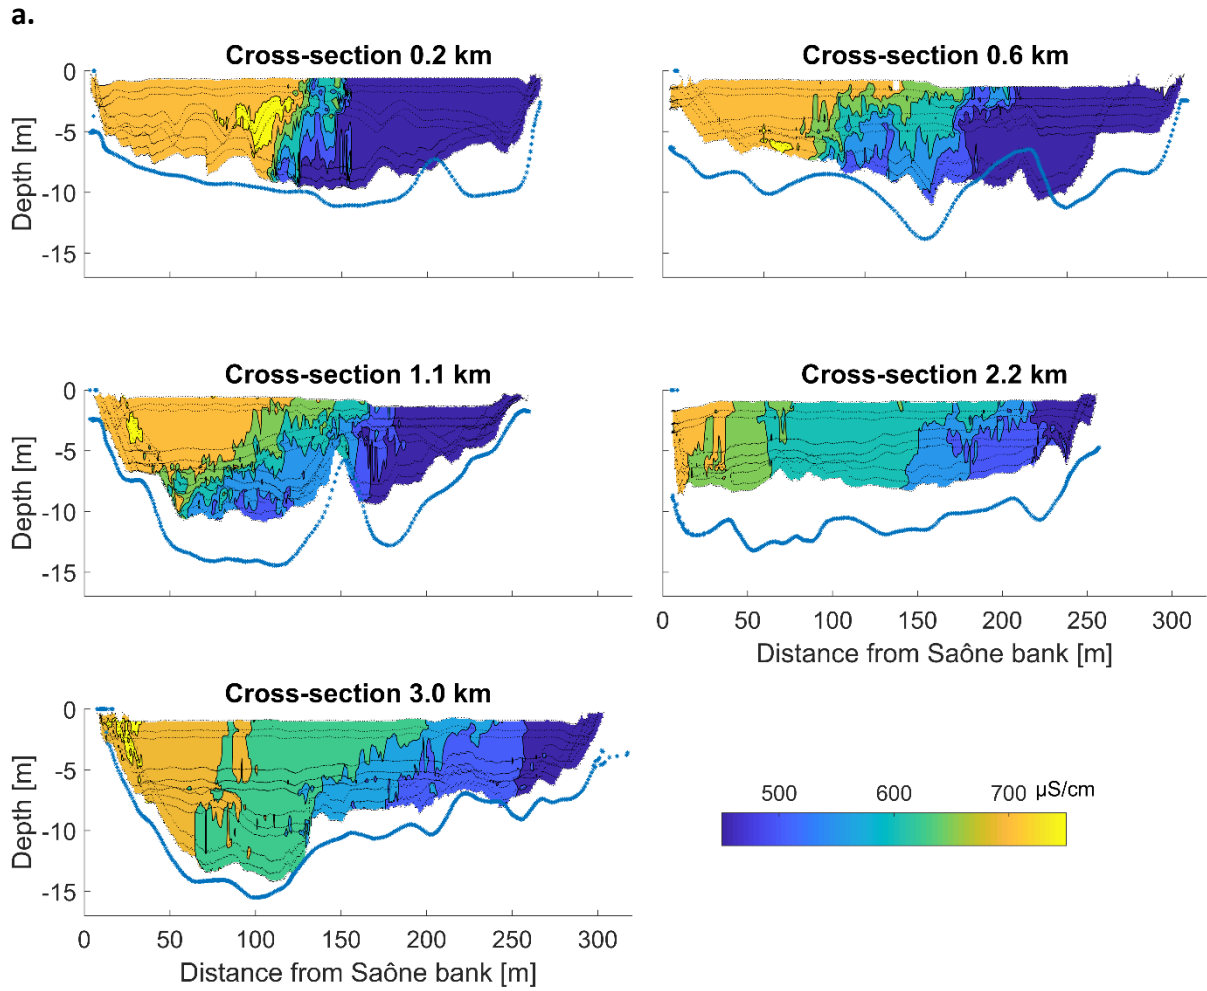 a.
Cross-section 0.2 km
Cross-section 0.6 km
Depth [m]
0
-5
-10
-15
Cross-section 1.1 km
Cross-section 2.2 km
Depth [m]
0
-5
-10
-15
0 50 100 150 200 250 300
Distance from Saône bank [m]
Cross-section 3.0 km
Depth [m]
0
-5
-10
-15
0 50 100 150 200 250 300
Distance from Saône bank [m]
500 600 700 µS/cm